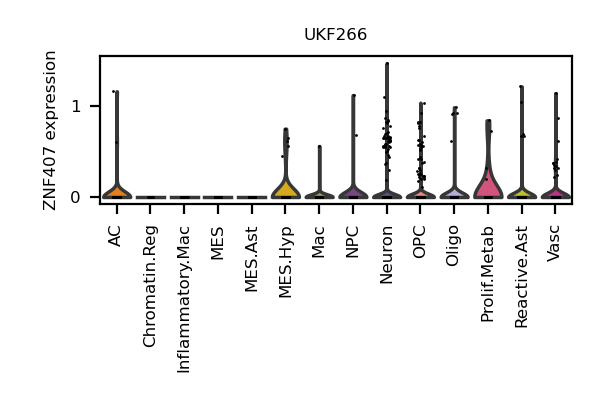 UKF266
ZNF407 expression
1
0
AC
Chromatin.Reg
Inflammatory.Mac
MES
MES.Ast
MES.Hyp
Mac
NPC
Neuron
OPC
Oligo
Prolif.Metab
Reactive.Ast
Vasc